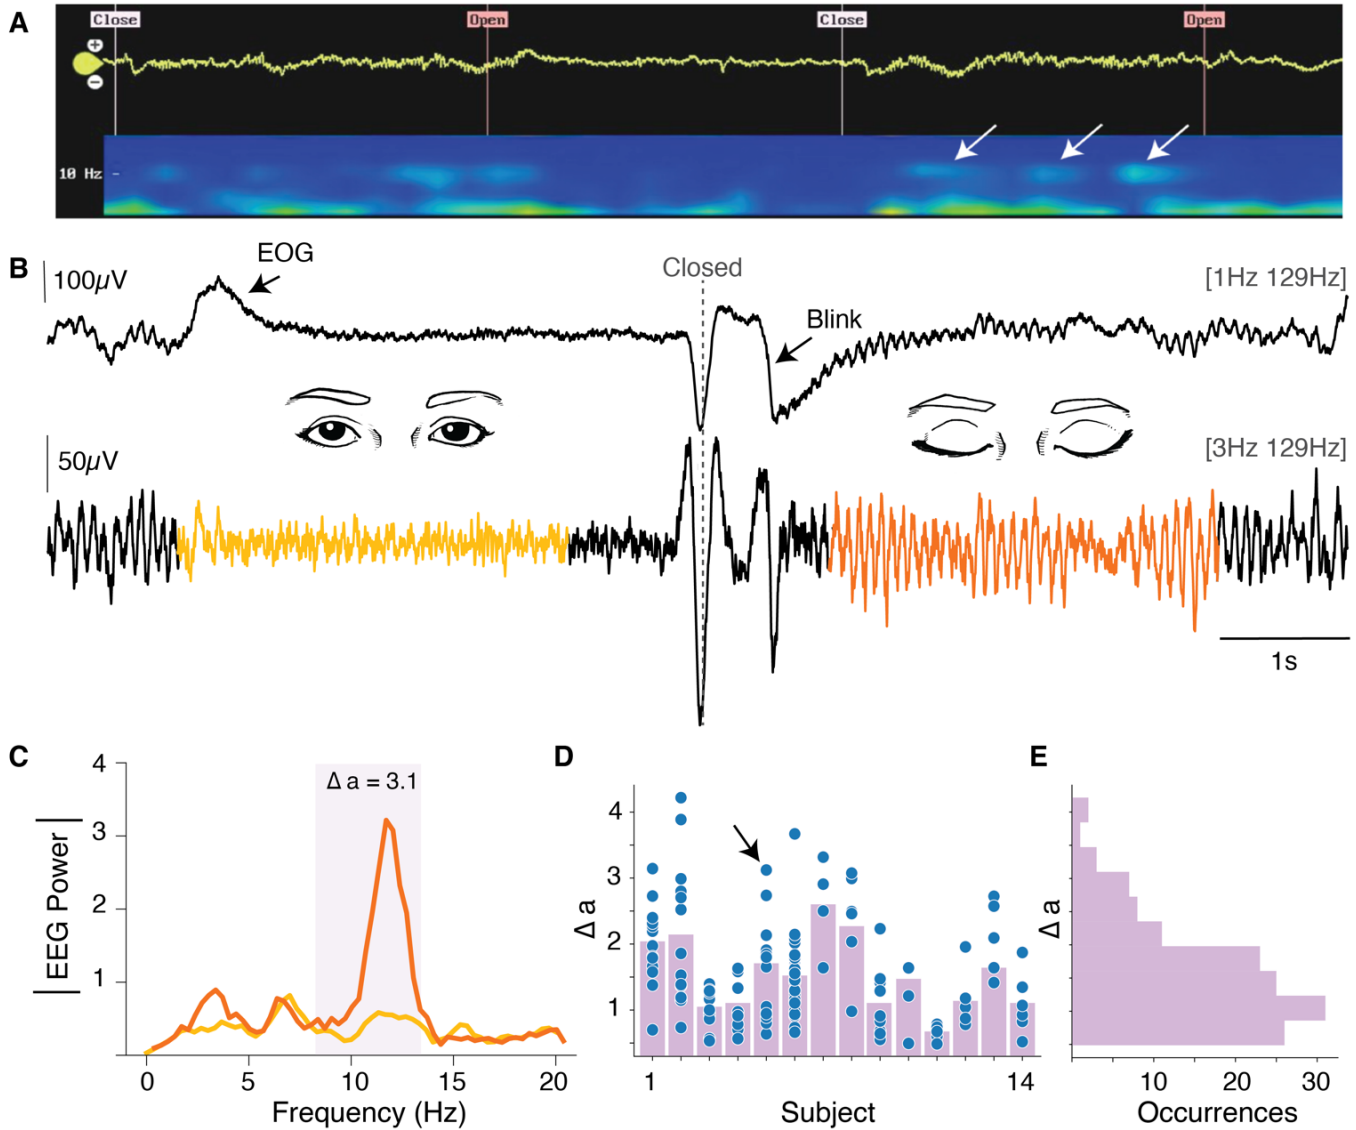 A
Close Open Close Open
+
−
10 Hz -
B
EOG
100µV
Closed
[1Hz 129Hz]
Blink
50µV
[3Hz 129Hz]
1s
C
4
3
2
1
|EEG Power|
Δ a = 3.1
0 5 10 15 20
Frequency (Hz)
D
4
3
2
1
Δ a
1 14
Subject
E
Δ a
10 20 30
Occurrences